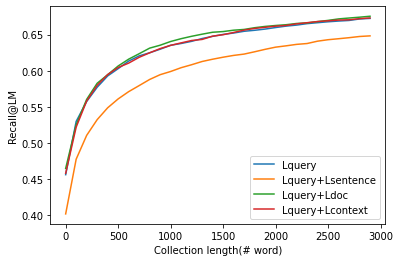 Recall@LM
0.65
0.60
0.55
0.50
0.45
0.40
0 500 1000 1500 2000 2500 3000
Collection length(# word)
Lquery
Lquery+Lsentence
Lquery+Ldoc
Lquery+Lcontext